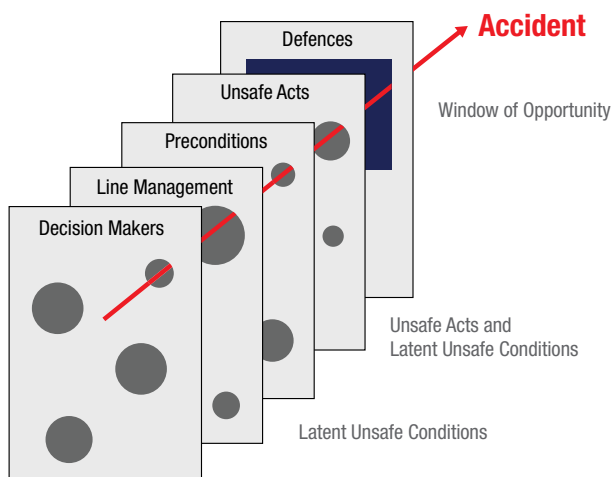 Accident
Defences
Window of Opportunity
Unsafe Acts
Preconditions
Line Management
Decision Makers
Unsafe Acts and
Latent Unsafe Conditions
Latent Unsafe Conditions